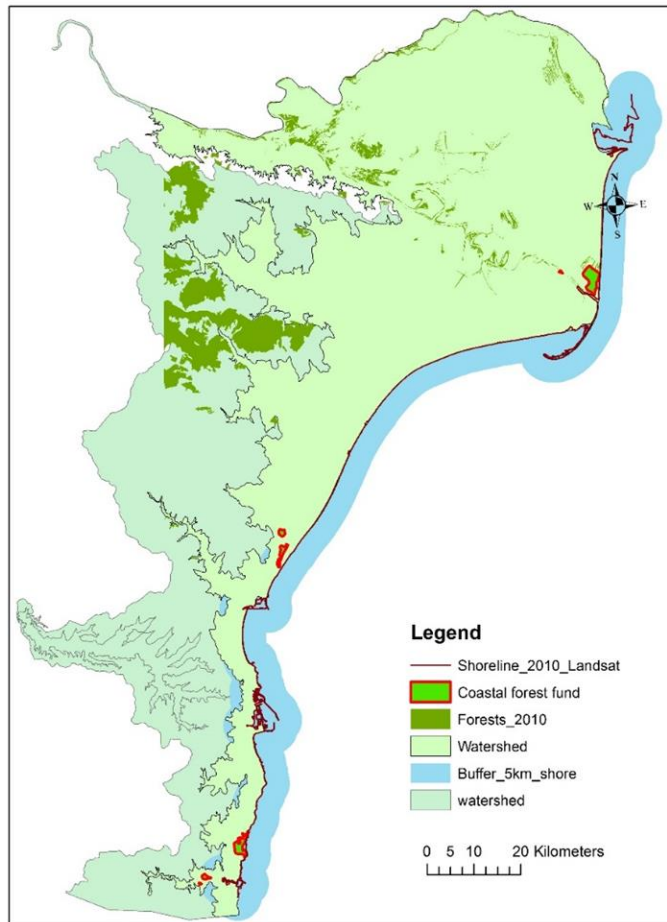 N
W E
S
Legend
Shoreline_2010_Landsat
Coastal forest fund
Forests_2010
Watershed
Buffer_5km_shore
watershed
0 5 10 20 Kilometers